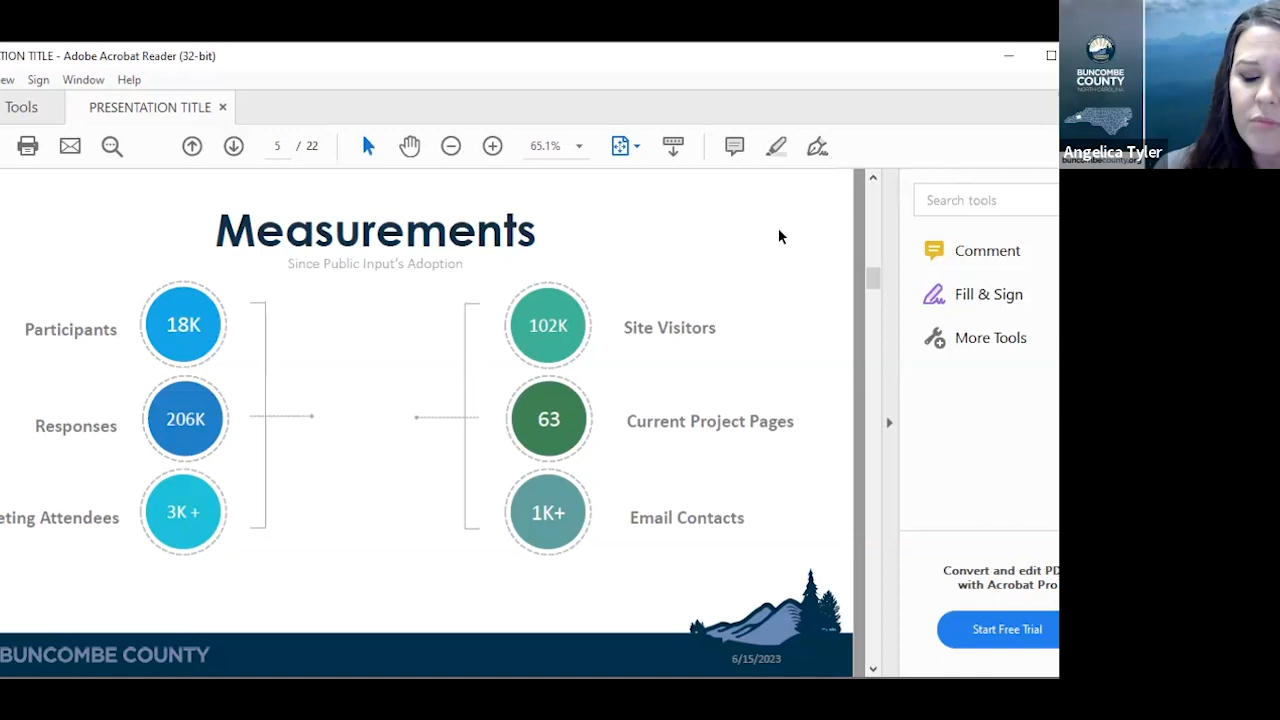 TION TITLE - Adobe Acrobat Reader (32-bit)
ew Sign Window Help
Tools
PRESENTATION TITLE ×
5 / 22
65.1%
Measurements
Since Public Input's Adoption
Participants 18K
102K Site Visitors
Responses 206K
63 Current Project Pages
eting Attendees 3K +
1K+ Email Contacts
BUNCOMBE COUNTY
6/15/2023
Search tools
Comment
Fill & Sign
More Tools
Convert and edit PD
with Acrobat Pro
Start Free Trial
BUNCOMBE
COUNTY
NORTH CAROLINA
Angelica Tyler
buncombecounty.org